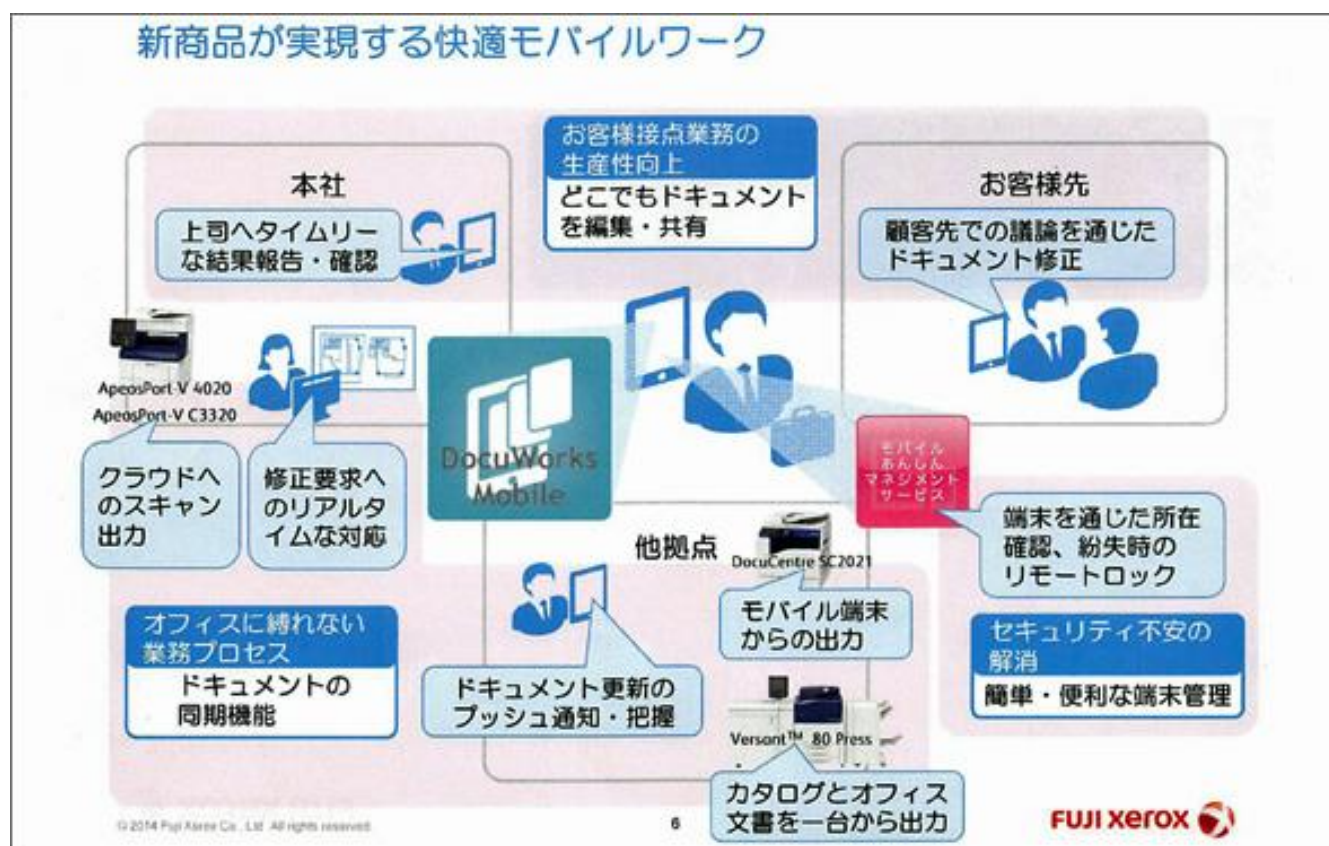 新商品が実現する快適モバイルワーク
お客様接点業務の
生産性向上
どこでもドキュメント
を編集・共有
本社
上司へタイムリー
な結果報告・確認
お客様先
顧客先での議論を通じた
ドキュメント修正
ApeosPort-V 4020
ApeosPort-V C3320
クラウドへ
のスキャン
出力
修正要求へ
のリアルタ
イムな対応
DocuWorks
Mobile
モバイル
あんしん
マネジメント
サービス
端末を通じた所在
確認、紛失時の
リモートロック
他拠点
DocuCentre SC2021
モバイル端末
からの出力
オフィスに縛れない
業務プロセス
ドキュメントの
同期機能
ドキュメント更新の
プッシュ通知・把握
セキュリティ不安の
解消
簡単・便利な端末管理
Versant™ 80 Press
カタログとオフィス
文書を一台から出力
© 2014 Fuji Xerox Co., Ltd. All rights reserved.
6
FUJI xerox